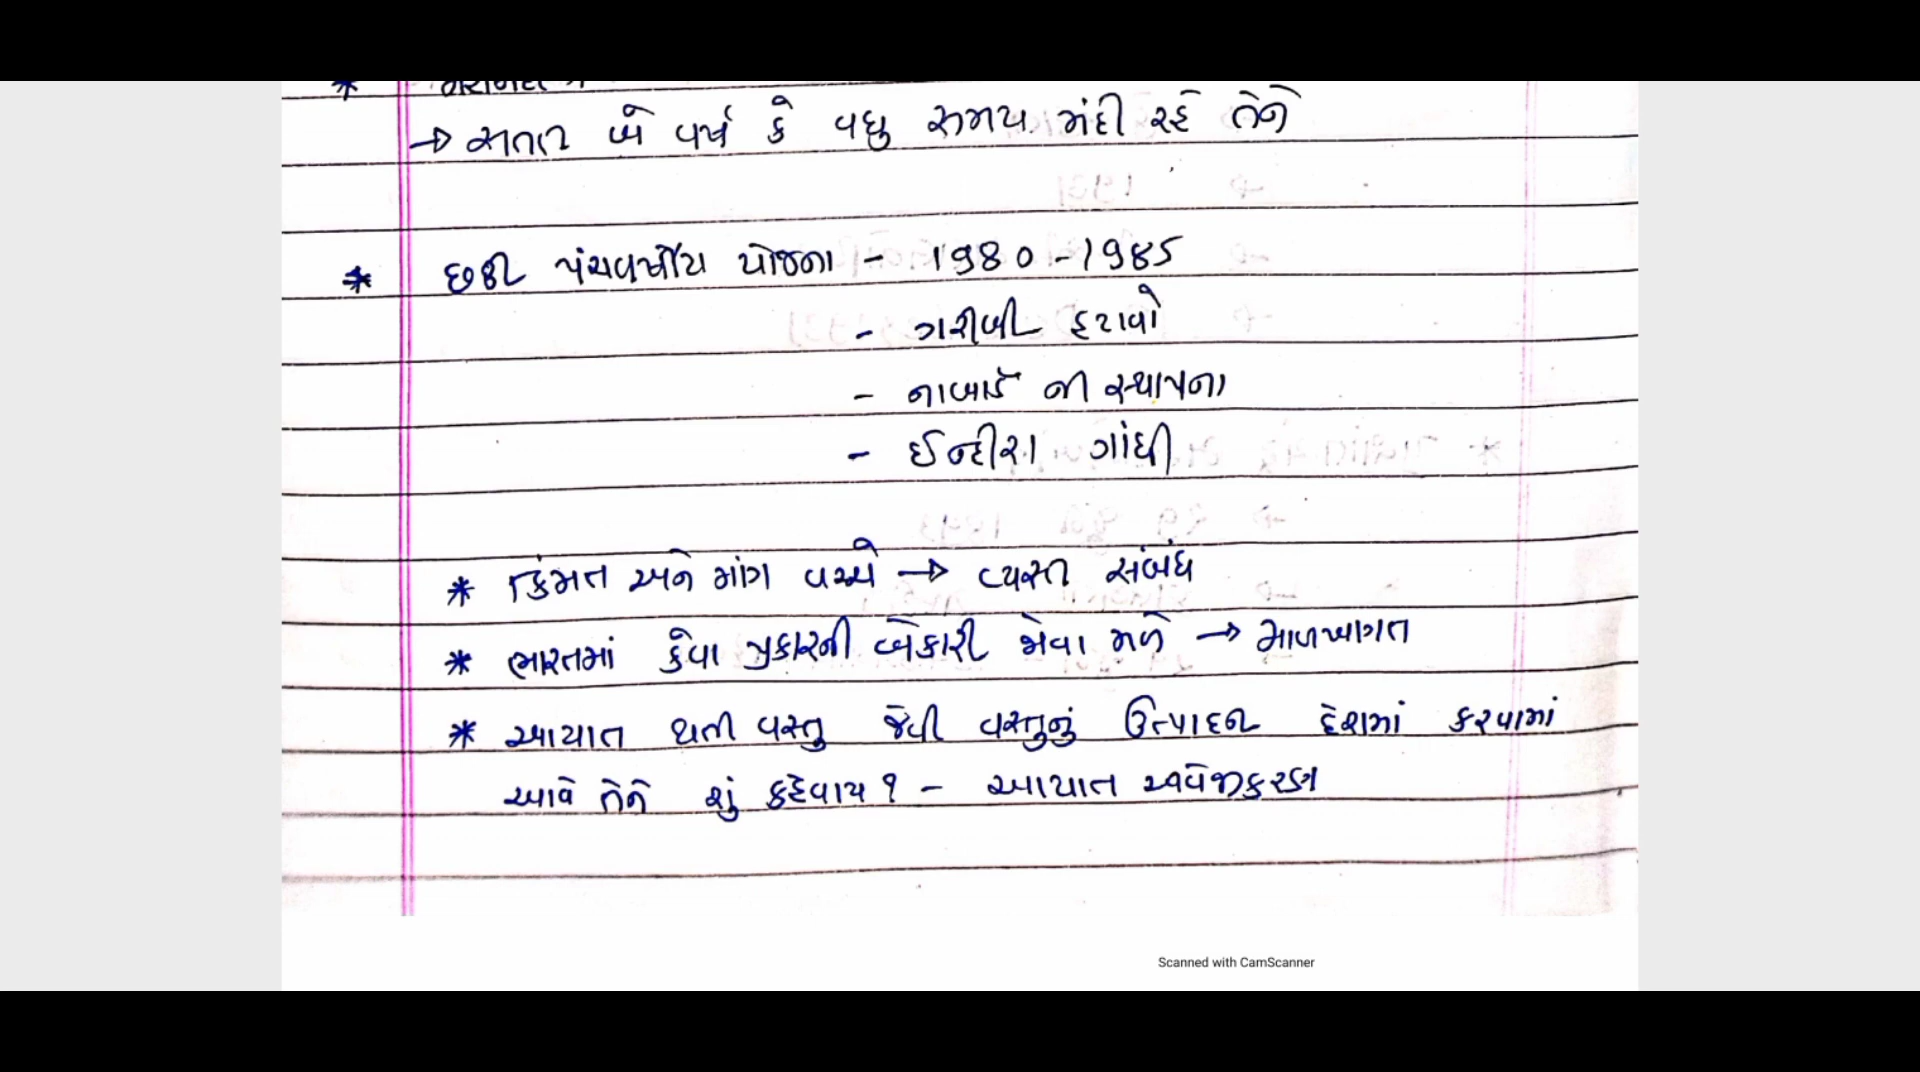 *
→ સતત બે વર્ષ કે વધુ સમય મંદી રહે તેને
* છઠ્ઠી પંચવર્ષીય યોજના - 1980 - 1985
- ગરીબી હટાવો
- નાબાર્ડ ની સ્થાપના
- ઈન્દીરા ગાંધી
* કિંમત અને માંગ વચ્ચે → વ્યસ્ત સંબંધ
* ભારતમાં કેવા પ્રકારની બેકારી જોવા મળે → માળખાગત
* આયાત થતી વસ્તુ જેવી વસ્તુનું ઉત્પાદન દેશમાં કરવામાં
આવે તેને શું કહેવાય? - આયાત અવેજીકરણ
Scanned with CamScanner